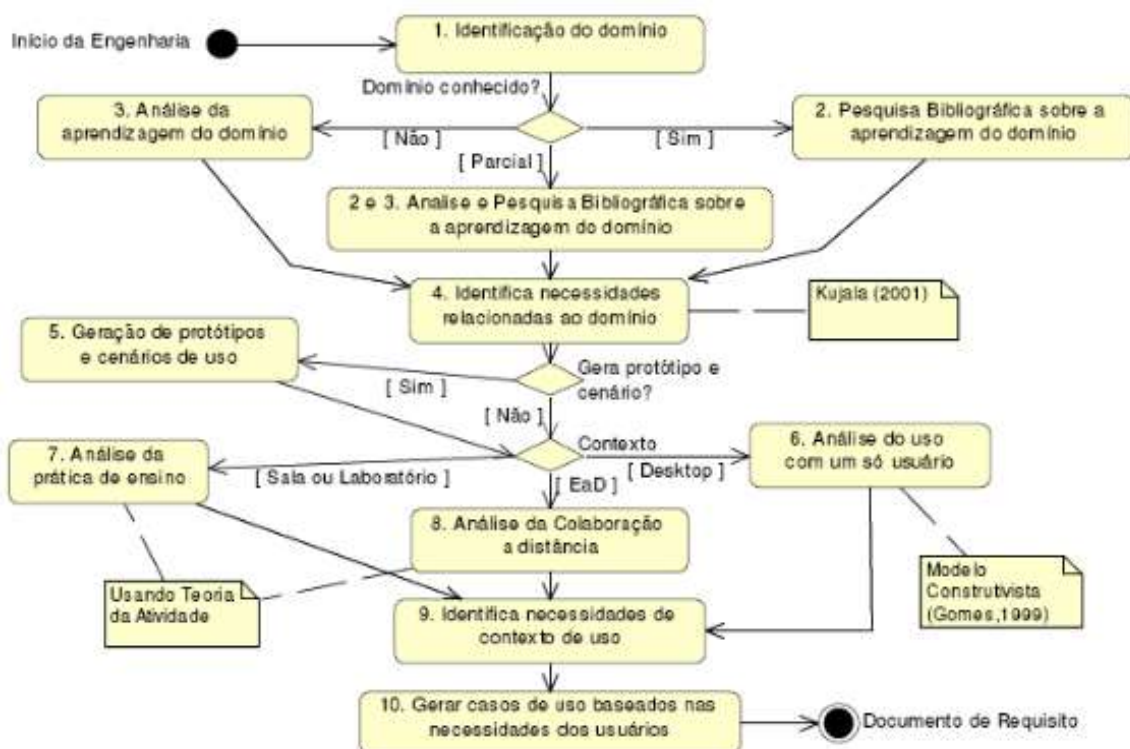 Início da Engenharia
1. Identificação do domínio
Domínio conhecido?
3. Análise da
aprendizagem do domínio
[ Não ]
[ Sim ]
2. Pesquisa Bibliográfica sobre a
aprendizagem do domínio
[ Parcial ]
2 e 3. Analise e Pesquisa Bibliográfica sobre
a aprendizagem do domínio
4. Identifica necessidades
relacionadas ao domínio
Kujala (2001)
5. Geração de protótipos
e cenários de uso
[ Sim ]
Gera protótipo e
cenário?
[ Não ]
Contexto
7. Análise da
prática de ensino
[ Sala ou Laboratório ]
[ EaD ]
[ Desktop ]
6. Análise do uso
com um só usuário
8. Análise da Colaboração
a distância
Usando Teoria
da Atividade
Modelo
Construtivista
(Gomes,1999)
9. Identifica necessidades de
contexto de uso
10. Gerar casos de uso baseados nas
necessidades dos usuários
Documento de Requisito